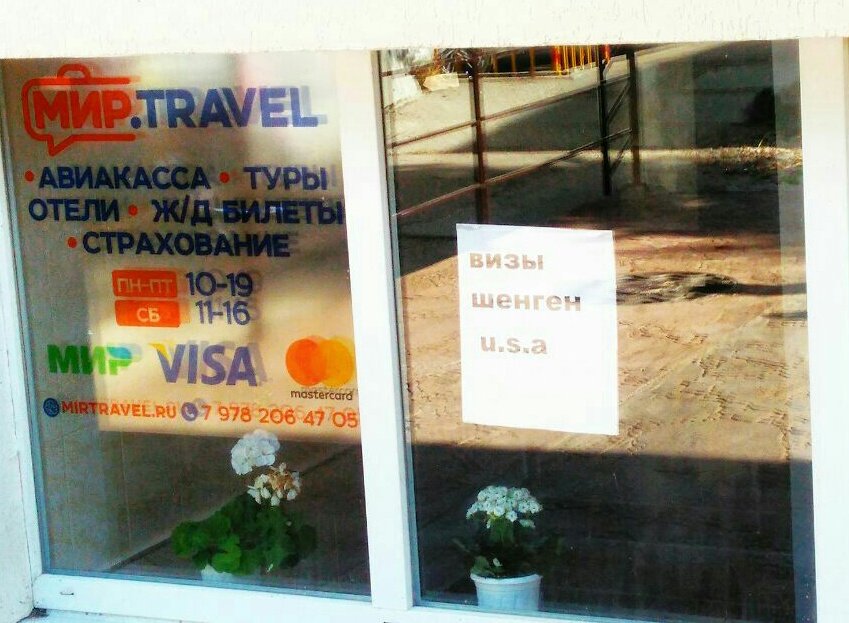 МИР.TRAVEL
• АВИАКАССА • ТУРЫ
ОТЕЛИ • Ж/Д БИЛЕТЫ
• СТРАХОВАНИЕ
ПН-ПТ 10-19
СБ 11-16
МИР VISA mastercard
MIRTRAVEL.RU 7 978 206 47 05
визы
шенген
u.s.a